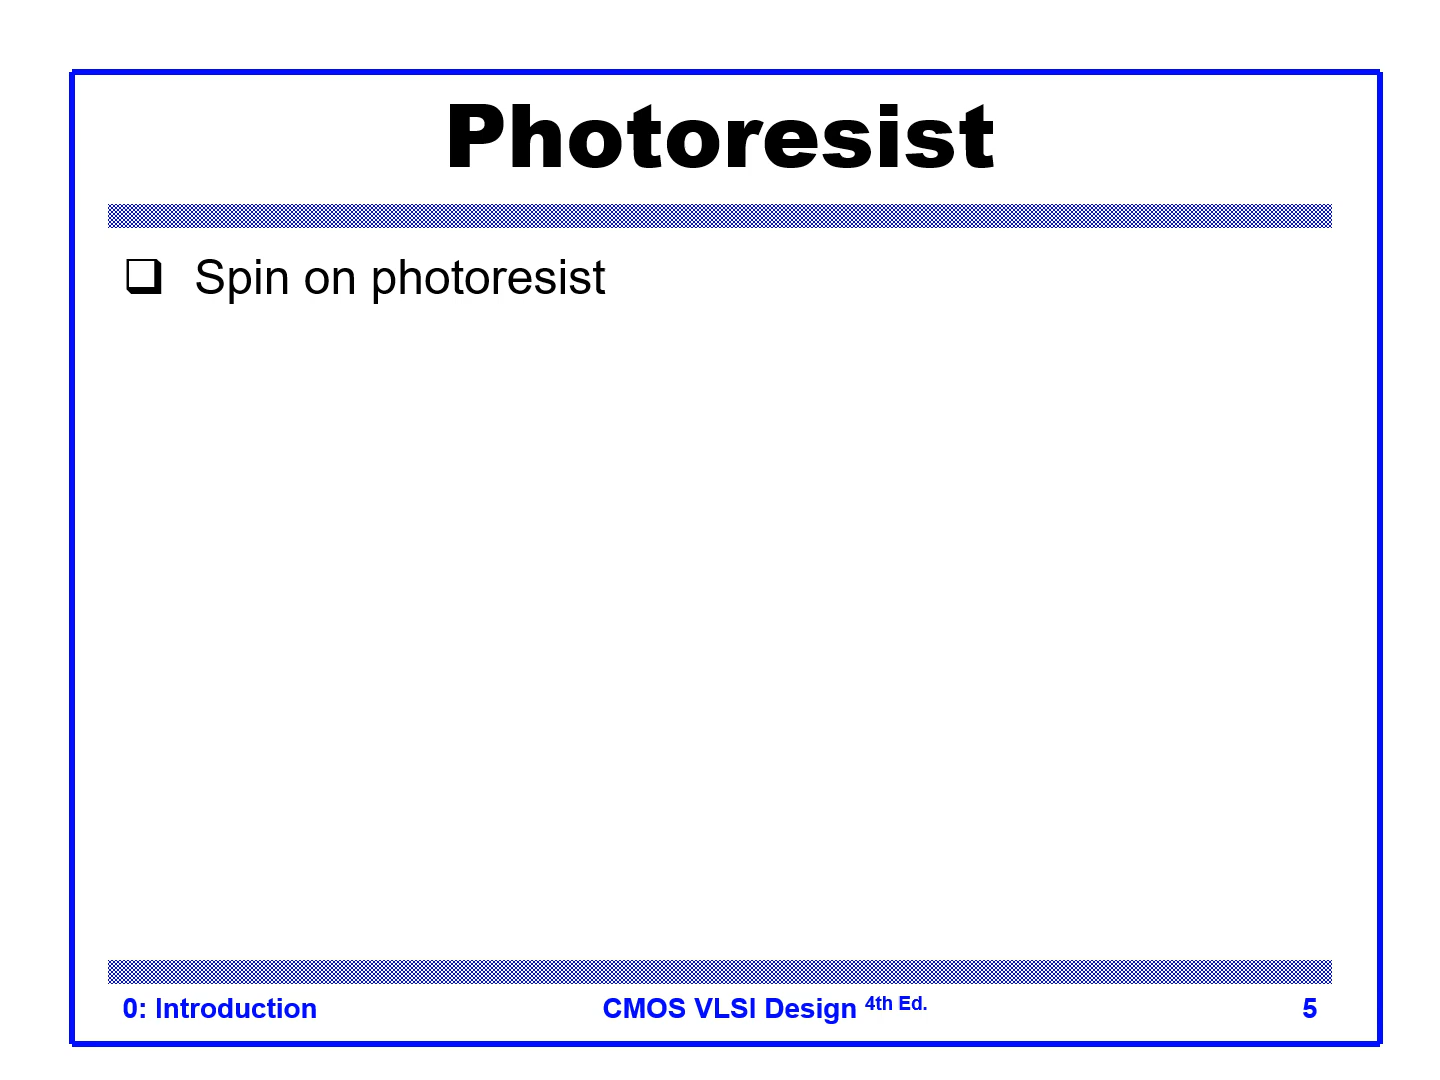 Photoresist
❑ Spin on photoresist
0: Introduction CMOS VLSI Design 4th Ed. 5